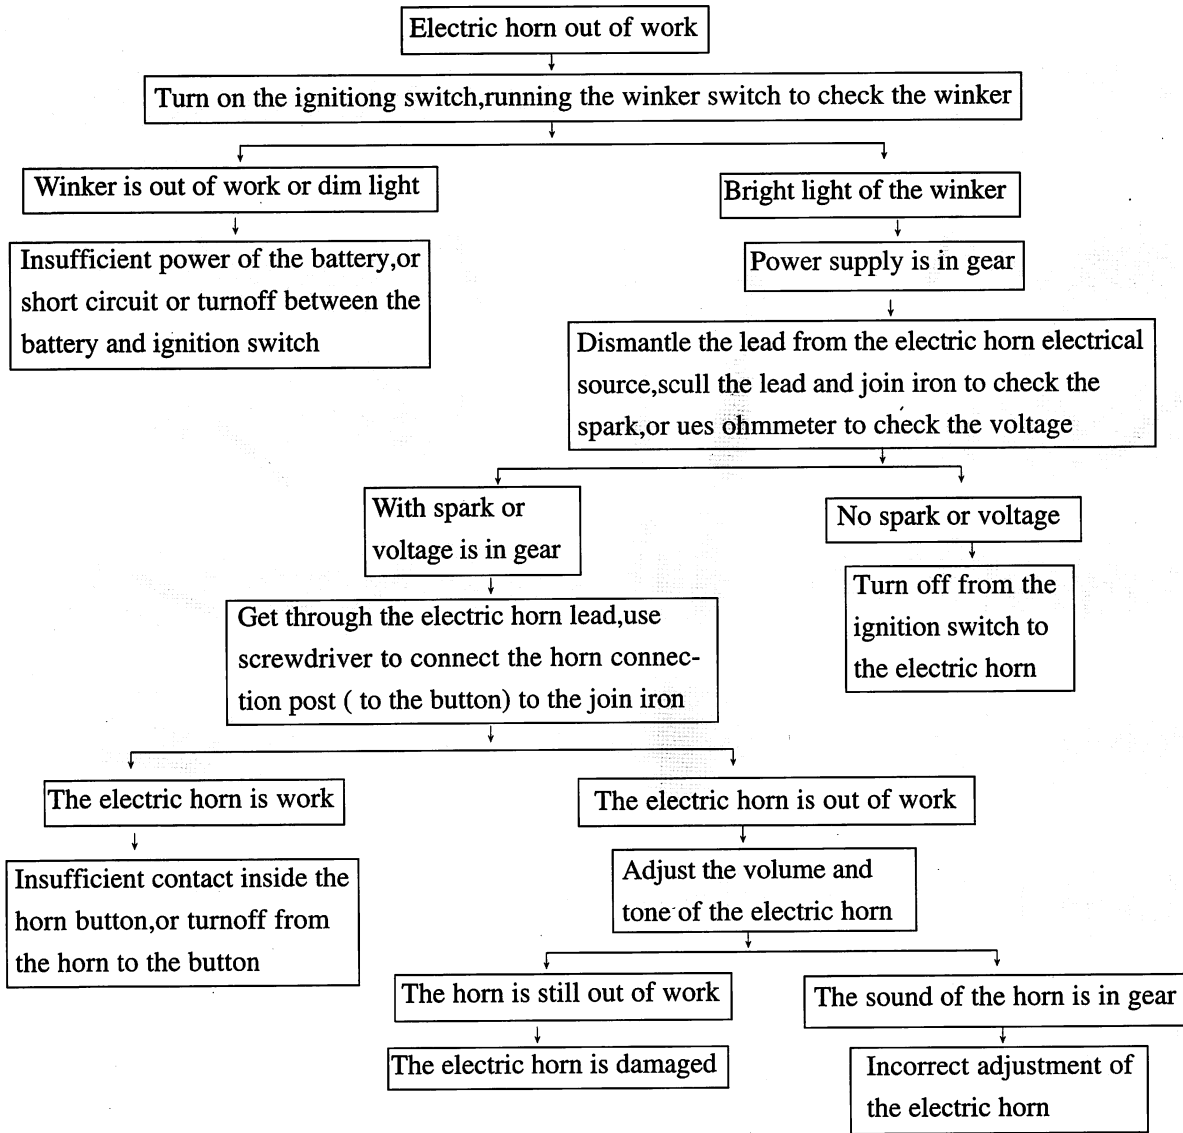 Electric horn out of work
Turn on the ignitiong switch,running the winker switch to check the winker
Winker is out of work or dim light
Bright light of the winker
Insufficient power of the battery,or
short circuit or turnoff between the
battery and ignition switch
Power supply is in gear
Dismantle the lead from the electric horn electrical
source,scull the lead and join iron to check the
spark,or ues ohmmeter to check the voltage
With spark or
voltage is in gear
No spark or voltage
Turn off from the
ignition switch to
the electric horn
Get through the electric horn lead,use
screwdriver to connect the horn connec-
tion post ( to the button) to the join iron
The electric horn is work
The electric horn is out of work
Insufficient contact inside the
horn button,or turnoff from
the horn to the button
Adjust the volume and
tone of the electric horn
The horn is still out of work
The sound of the horn is in gear
The electric horn is damaged
Incorrect adjustment of
the electric horn